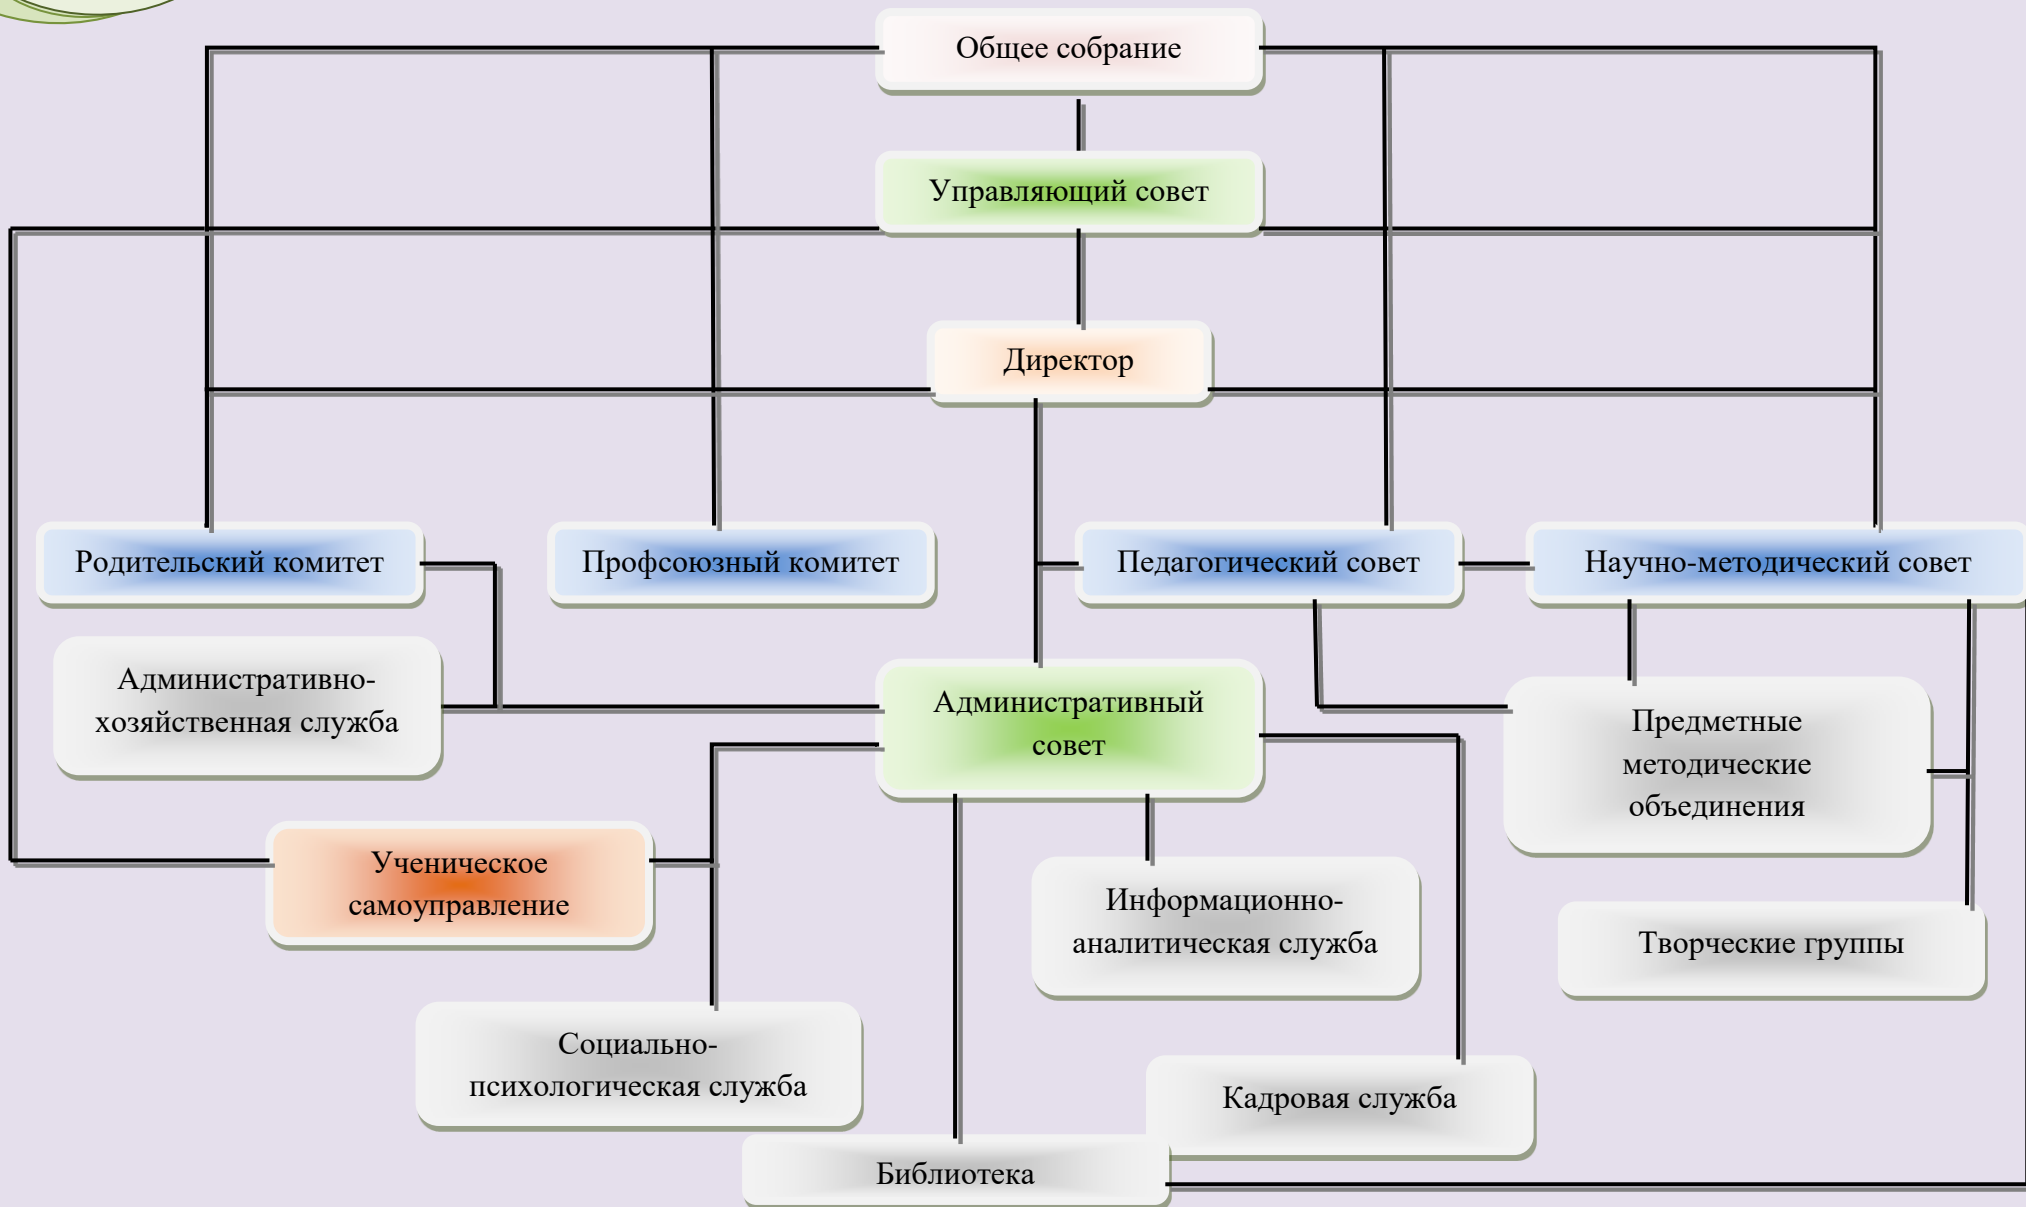 Общее собрание
Управляющий совет
Директор
Родительский комитет
Профсоюзный комитет
Педагогический совет
Научно-методический совет
Административно-
хозяйственная служба
Административный
совет
Предметные
методические
объединения
Ученическое
самоуправление
Информационно-
аналитическая служба
Творческие группы
Социально-
психологическая служба
Кадровая служба
Библиотека